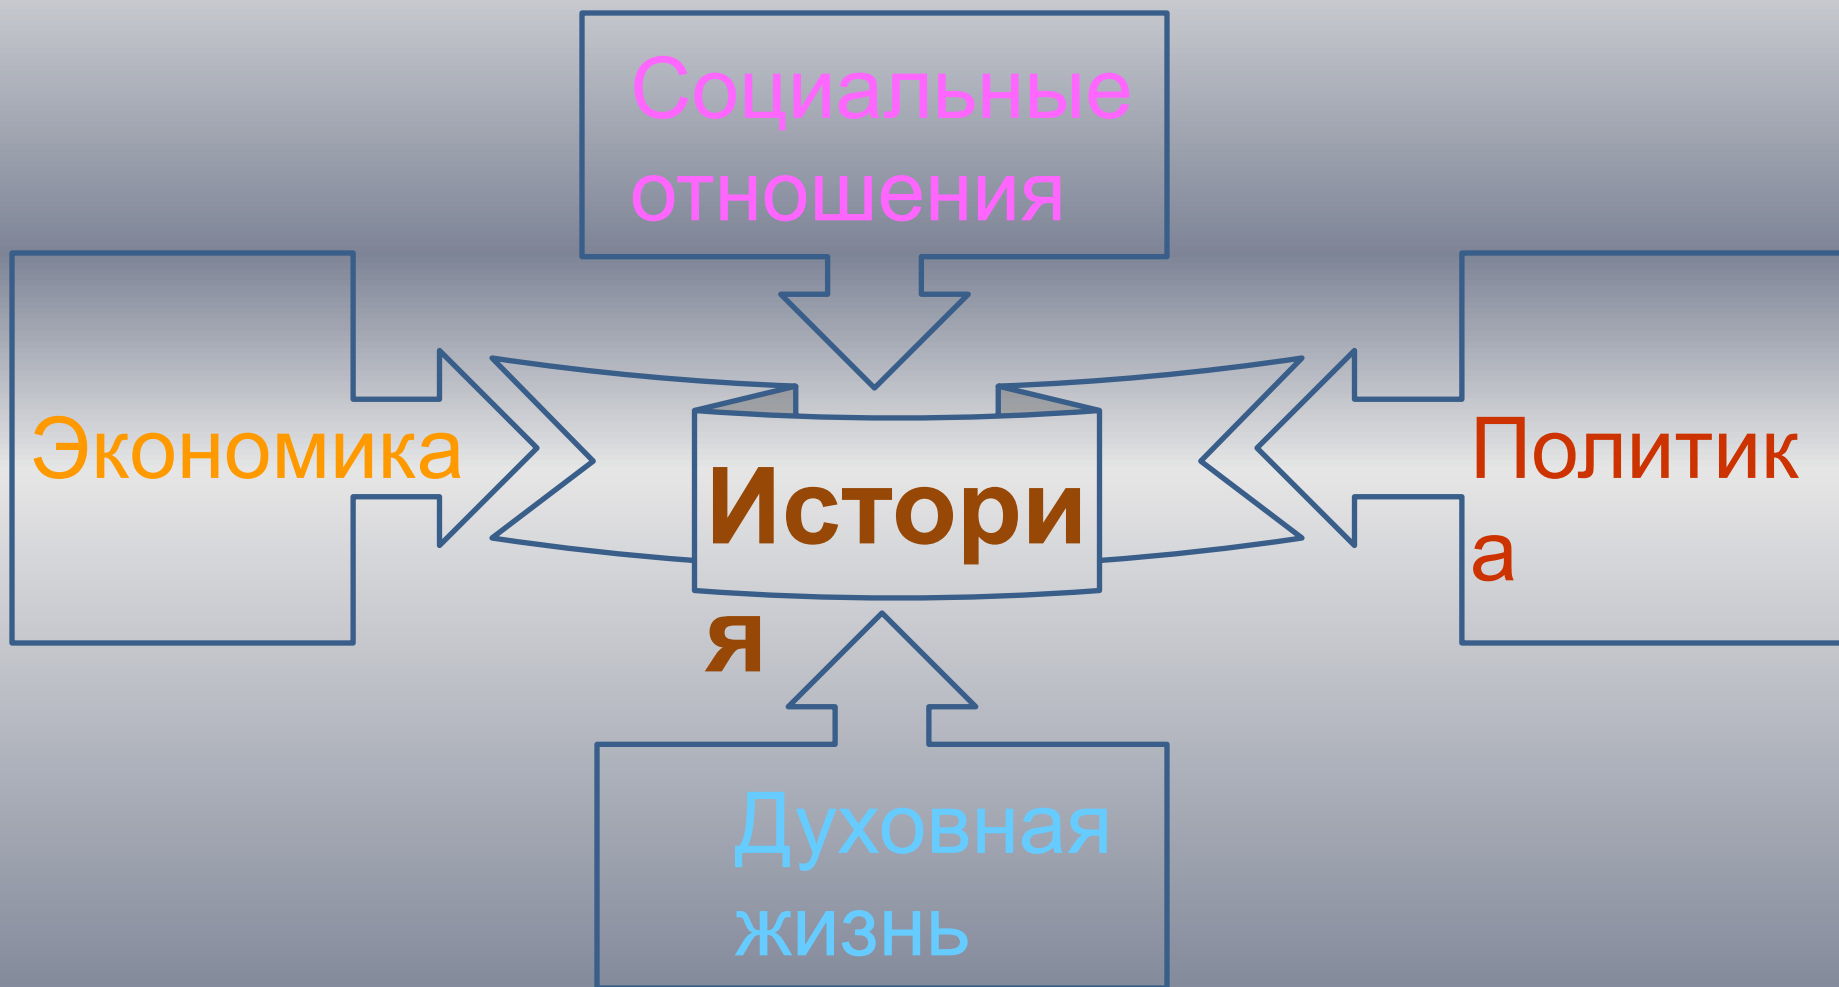 Социальные
отношения
Экономика
Истори
я
Политик
а
Духовная
жизнь